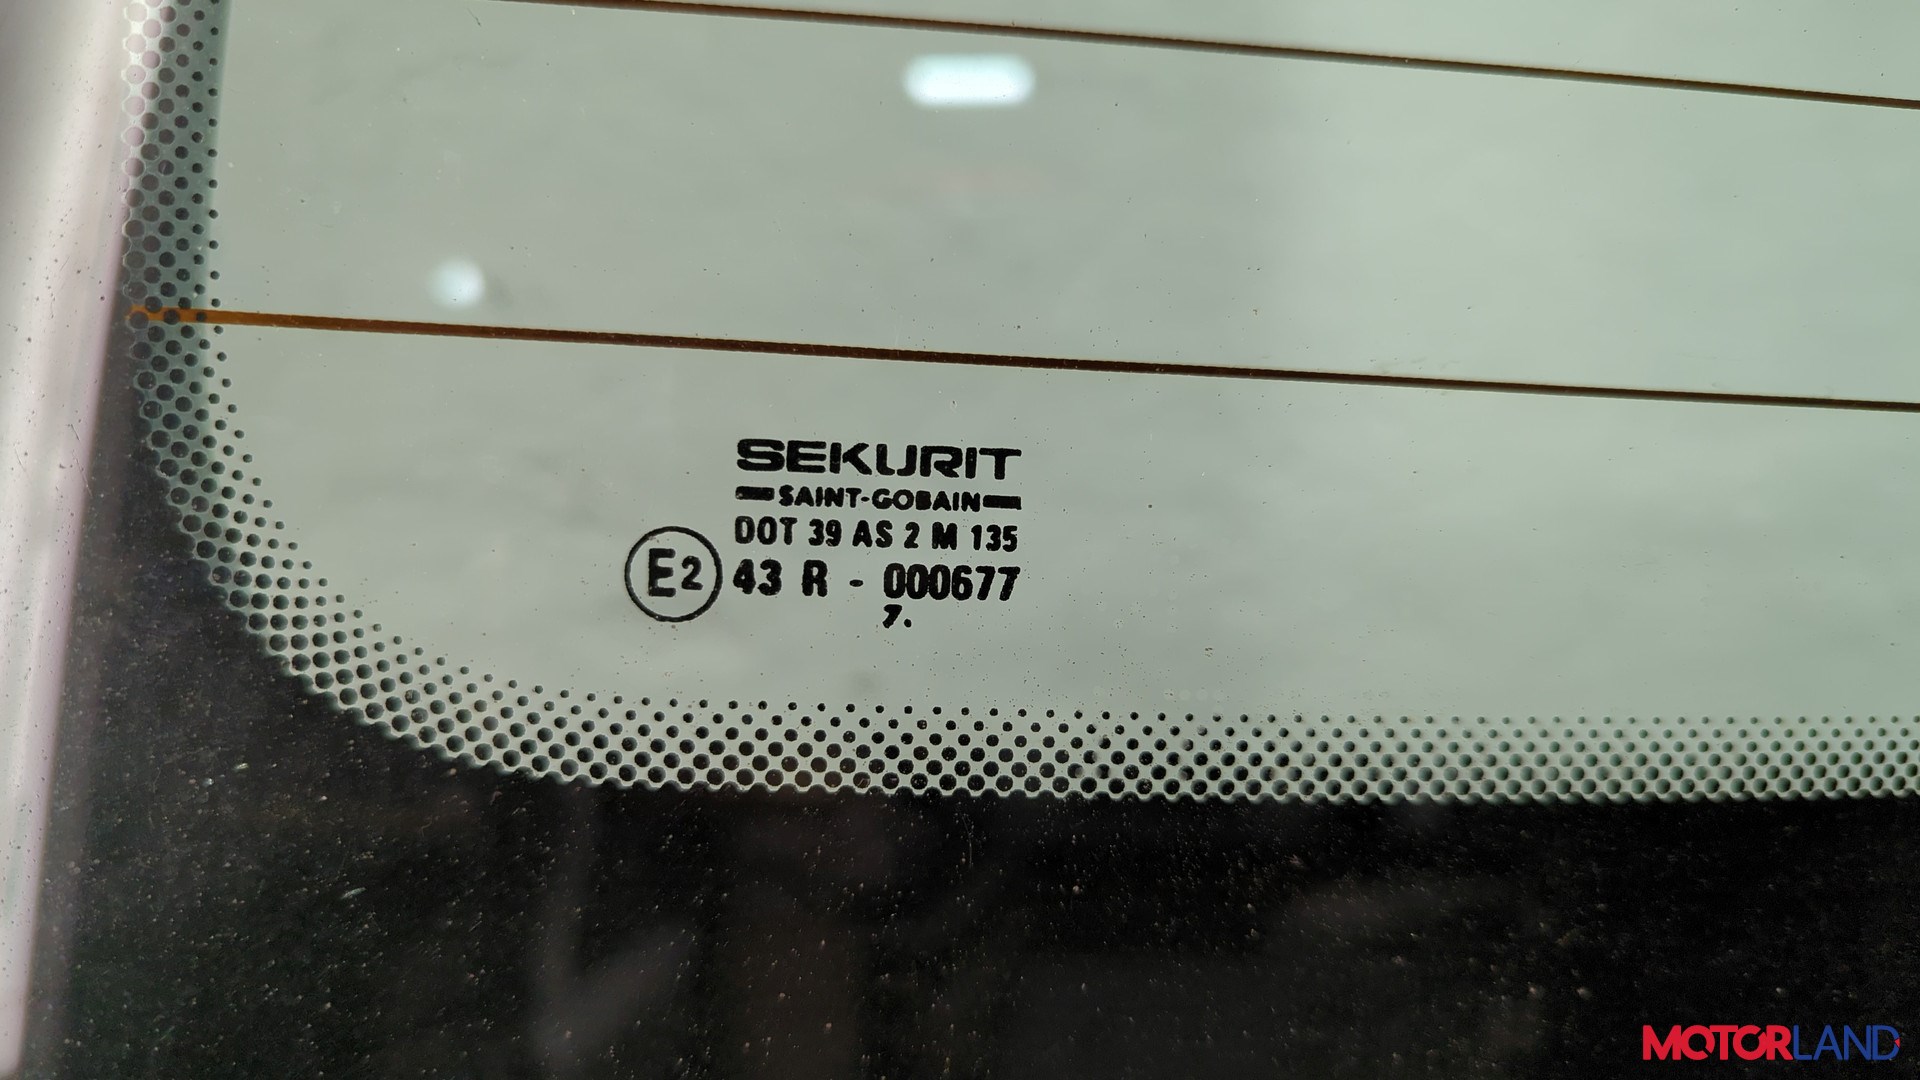 SEKURIT
SAINT-GOBAIN
DOT 39 AS 2 M 135
E2 43 R - 000677
7.
MOTORLAND